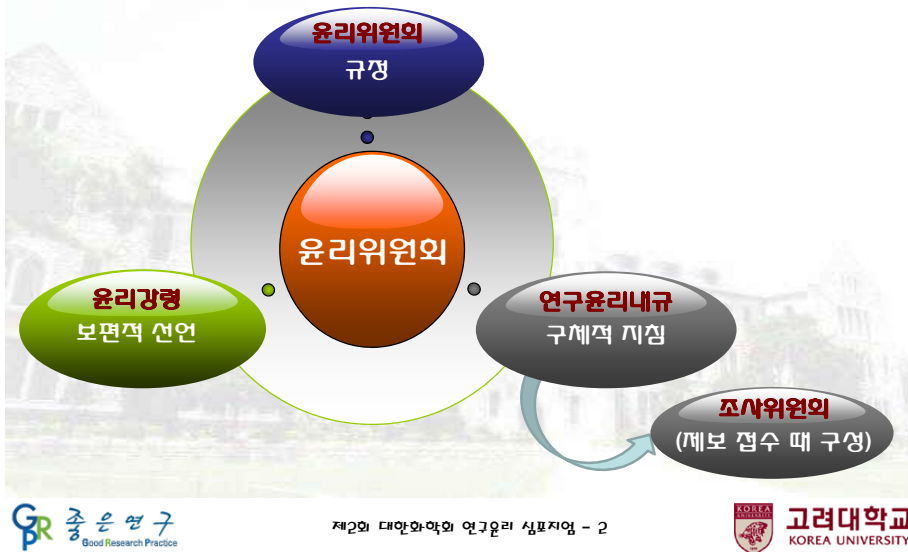 윤리위원회
규정
윤리위원회
윤리강령
보편적 선언
연구윤리내규
구체적 지침
조사위원회
(제보 접수 때 구성)
GPR 좋은연구
Good Research Practice
제2회 대한화학회 연구윤리 심포지엄 - 2
KOREA
UNIVERSITY
고려대학교
KOREA UNIVERSITY